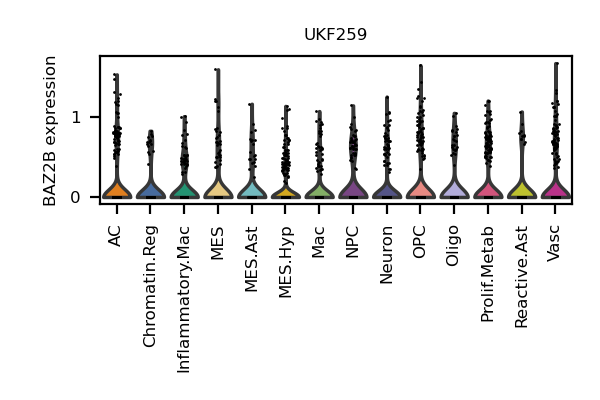 UKF259
BAZ2B expression
1
0
AC
Chromatin.Reg
Inflammatory.Mac
MES
MES.Ast
MES.Hyp
Mac
NPC
Neuron
OPC
Oligo
Prolif.Metab
Reactive.Ast
Vasc